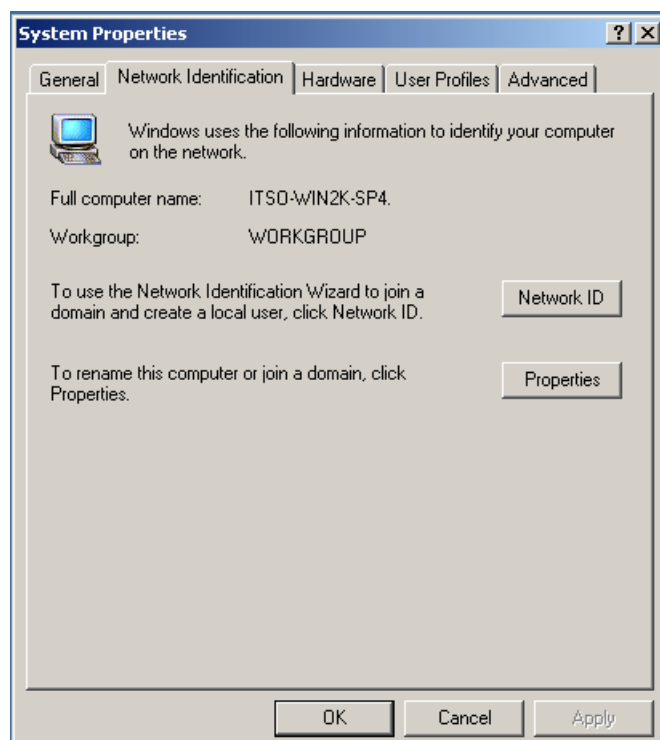 System Properties
General Network Identification Hardware User Profiles Advanced
Windows uses the following information to identify your computer
on the network.
Full computer name: ITSO-WIN2K-SP4.
Workgroup: WORKGROUP
To use the Network Identification Wizard to join a
domain and create a local user, click Network ID.
Network ID
To rename this computer or join a domain, click
Properties.
Properties
OK Cancel Apply